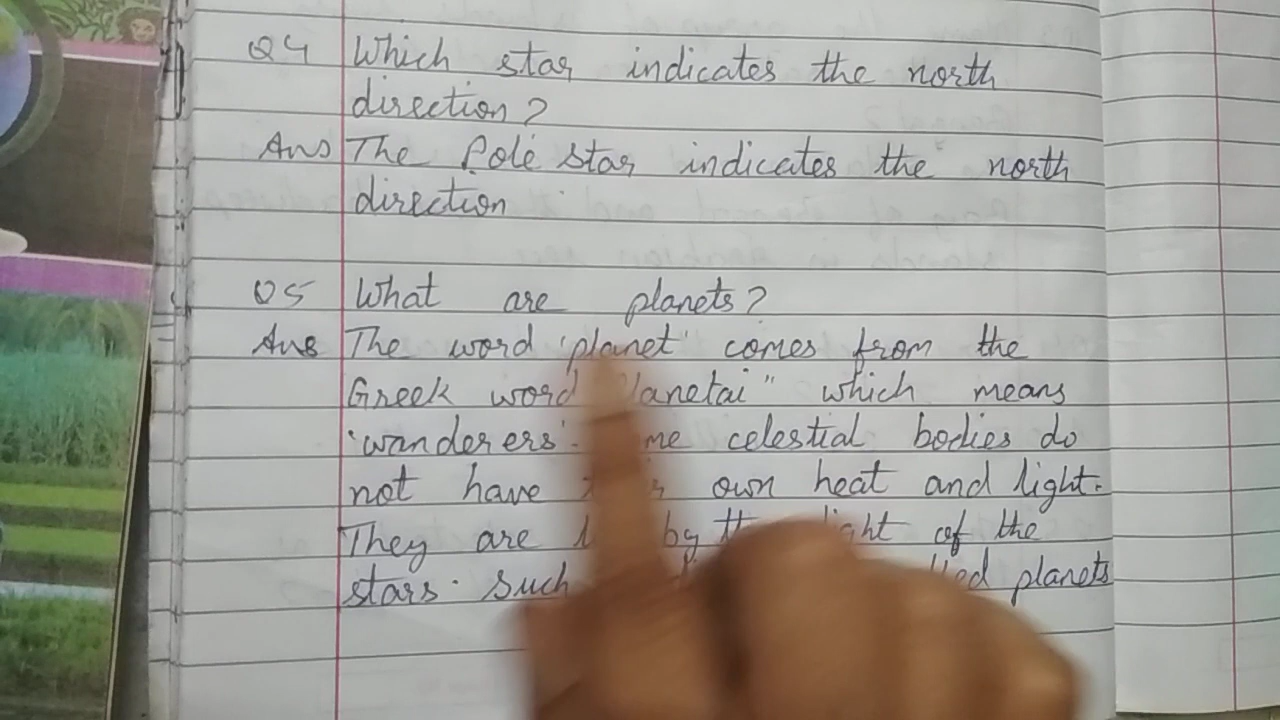 Q4 Which star indicates the north
direction?
Ans The Pole star indicates the north
direction
Q5 What are planets?
Ans The word 'planet' comes from the
Greek word lanetai" which means
'wanderers'. me celestial bodies do
not have own heat and light.
They are by the light of the
stars. Such planets